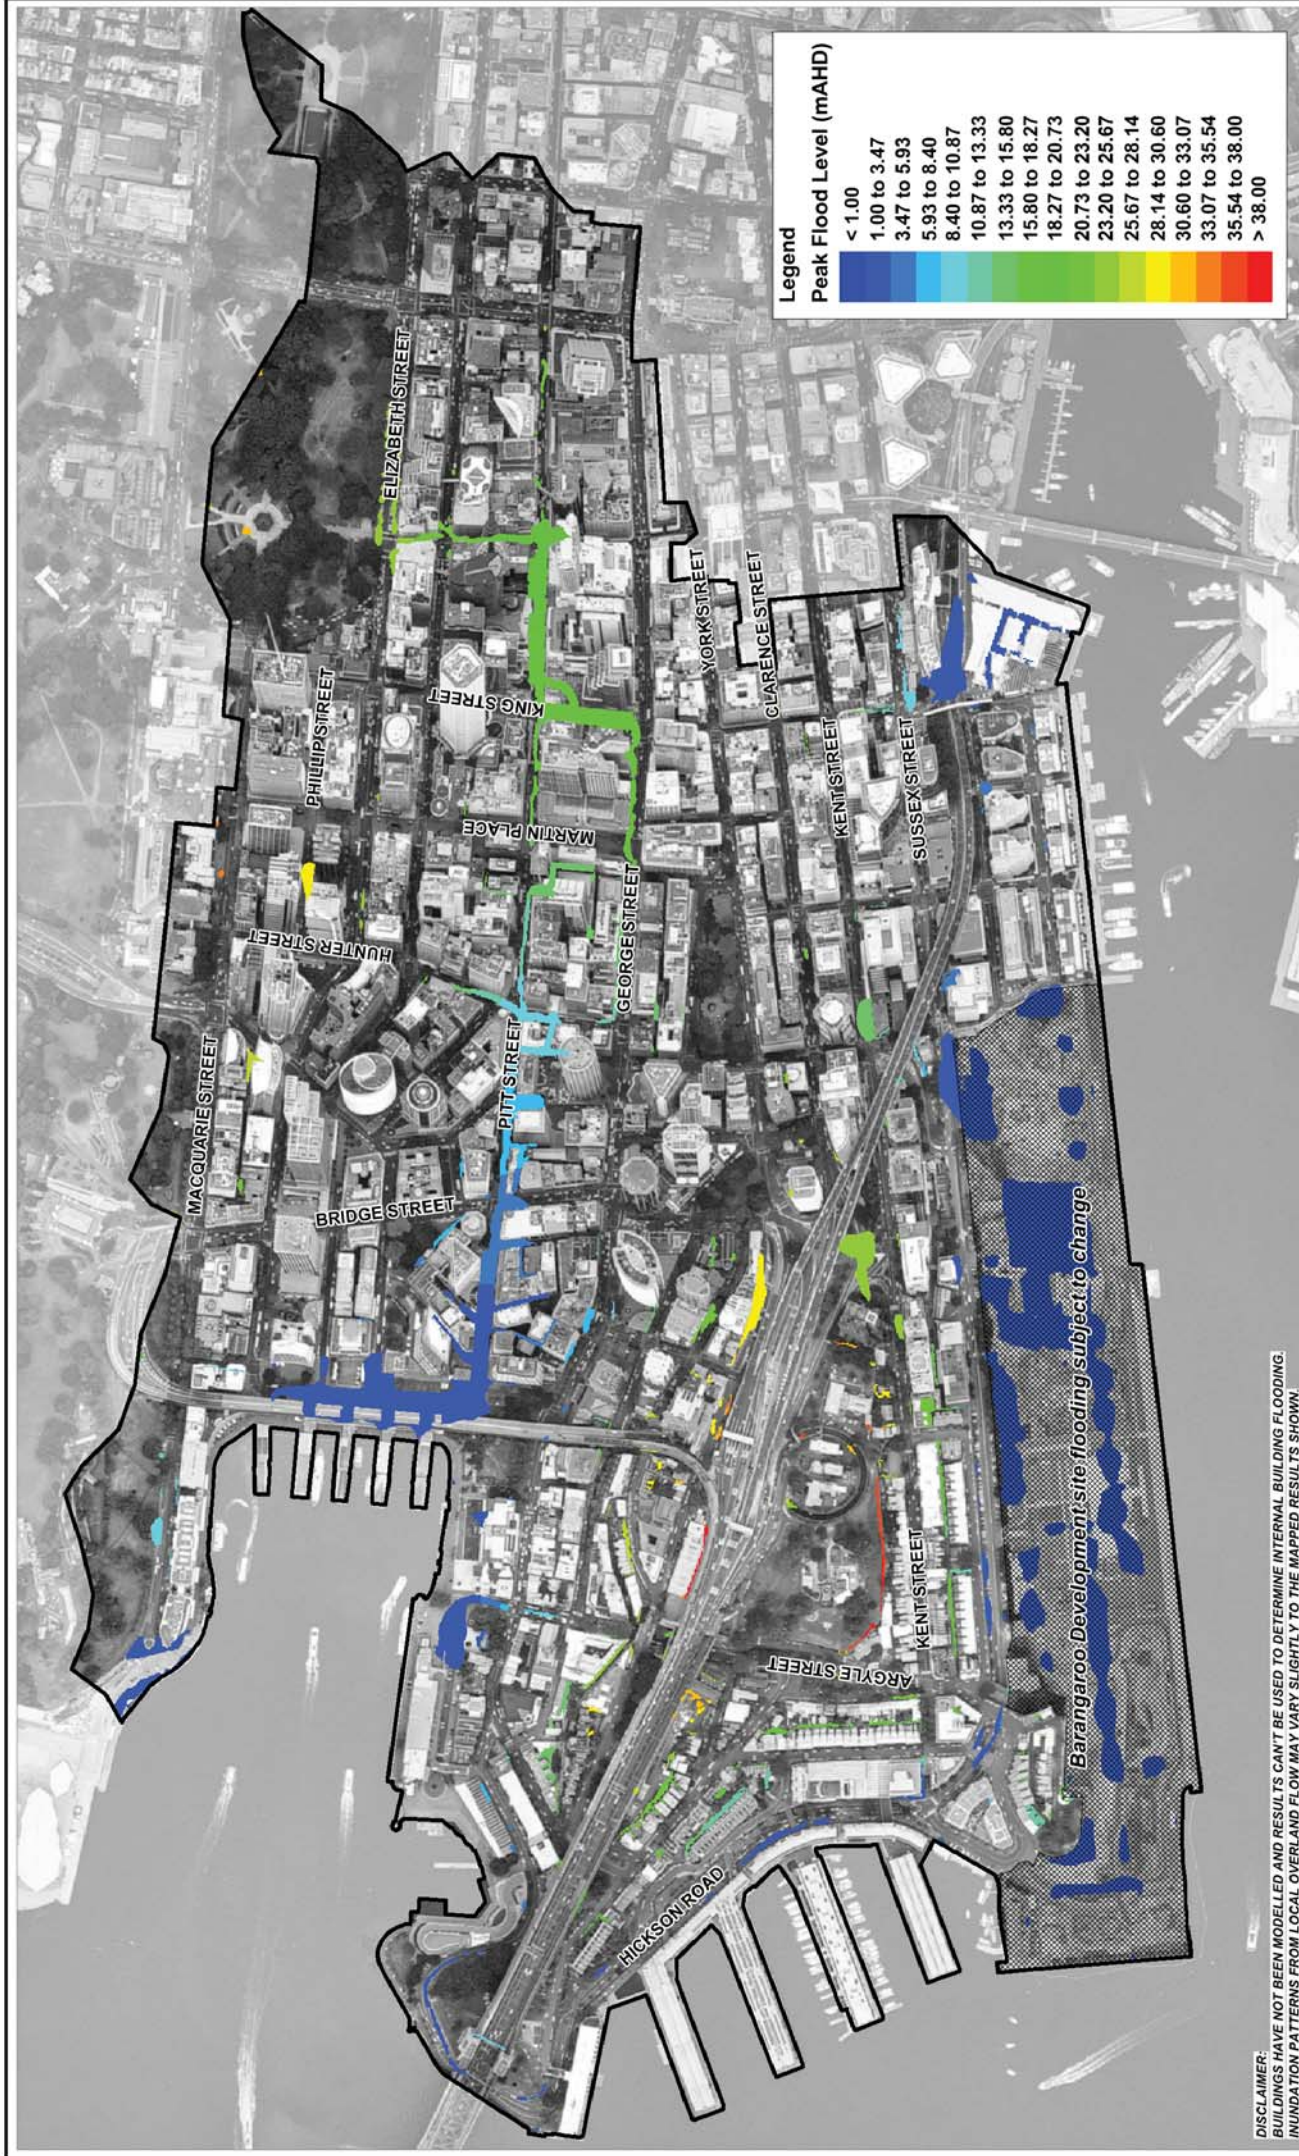 Legend
Peak Flood Level (mAHD)
< 1.00
1.00 to 3.47
3.47 to 5.93
5.93 to 8.40
8.40 to 10.87
10.87 to 13.33
13.33 to 15.80
15.80 to 18.27
18.27 to 20.73
20.73 to 23.20
23.20 to 25.67
25.67 to 28.14
28.14 to 30.60
30.60 to 33.07
33.07 to 35.54
35.54 to 38.00
> 38.00
ELIZABETH STREET
PHILLIP STREET
KING STREET
YORK STREET
CLARENCE STREET
KENT STREET
SUSSEX STREET
MARTIN PLACE
HUNTER STREET
GEORGE STREET
PITT STREET
MACQUARIE STREET
BRIDGE STREET
KENT STREET
ARGYLE STREET
HICKSON ROAD
Barangaroo Development site flooding subject to change
DISCLAIMER:
BUILDINGS HAVE NOT BEEN MODELLED AND RESULTS CAN'T BE USED TO DETERMINE INTERNAL BUILDING FLOODING.
INUNDATION PATTERNS FROM LOCAL OVERLAND FLOW MAY VARY SLIGHTLY TO THE MAPPED RESULTS SHOWN.